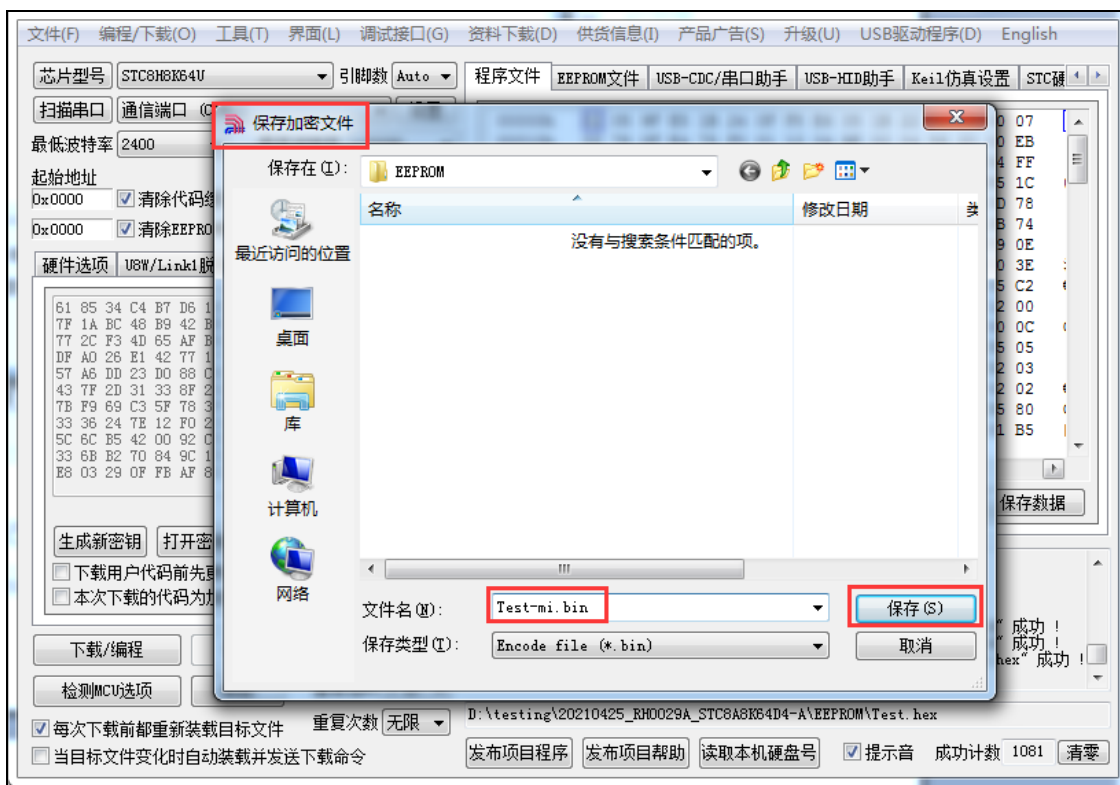 文件(F) 编程/下载(O) 工具(T) 界面(L) 调试接口(G) 资料下载(D) 供货信息(I) 产品广告(S) 升级(U) USB驱动程序(D) English
芯片型号 STC8H8K64U 引脚数 Auto 程序文件 EEPROM文件 USB-CDC/串口助手 USB-HID助手 Keil仿真设置 STC硬
扫描串口 通信端口
最低波特率 2400
起始地址
0x0000 清除代码
0x0000 清除EEPRO
硬件选项 U8W/Link1脱
61 85 34 C4 B7 D6
7F 1A BC 48 B9 42
77 2C F3 4D 65 AF
DF A0 26 E1 42 77
57 A6 DD 23 D0 88
43 7F 2D 31 33 8F
7B F9 69 C3 5F 78
33 36 24 7E 12 F0
5C 6C B5 42 00 92
33 6B B2 70 84 9C
E8 03 29 0F FB AF
生成新密钥 打开密
下载用户代码前先
本次下载的代码为
下载/编程
检测MCU选项
每次下载前都重新装载目标文件 重复次数 无限
当目标文件变化时自动装载并发送下载命令
保存加密文件
保存在(I): EEPROM
名称 修改日期 类
没有与搜索条件匹配的项。
最近访问的位置
桌面
库
计算机
网络
文件名(N): Test-mi.bin 保存(S)
保存类型(T): Encode file (*.bin) 取消
07
EB
FF
1C
78
74
0E
3E
C2
00
0C
05
03
02
80
B5
保存数据
成功 !
成功 !
hex" 成功 !
D:\testing\20210425_RH0029A_STC8A8K64D4-A\EEPROM\Test.hex
发布项目程序 发布项目帮助 读取本机硬盘号 提示音 成功计数 1081 清零